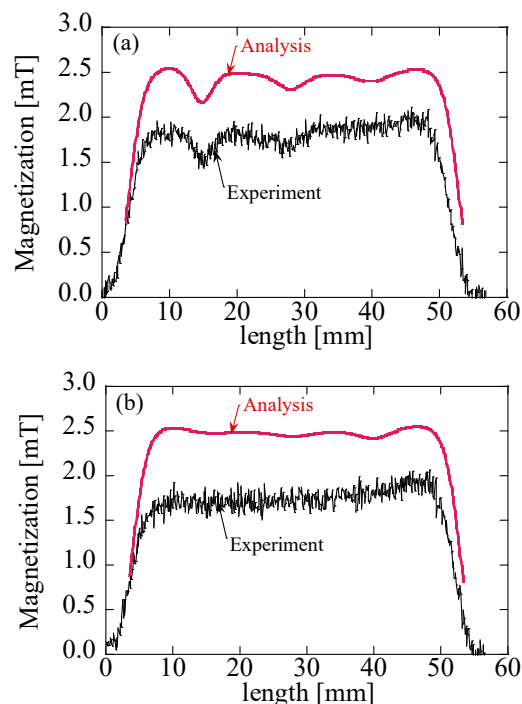 (a)
Analysis
Experiment
Magnetization [mT]
3.0
2.5
2.0
1.5
1.0
0.5
0.0
0 10 20 30 40 50 60
length [mm]
(b)
Analysis
Experiment
Magnetization [mT]
3.0
2.5
2.0
1.5
1.0
0.5
0.0
0 10 20 30 40 50 60
length [mm]